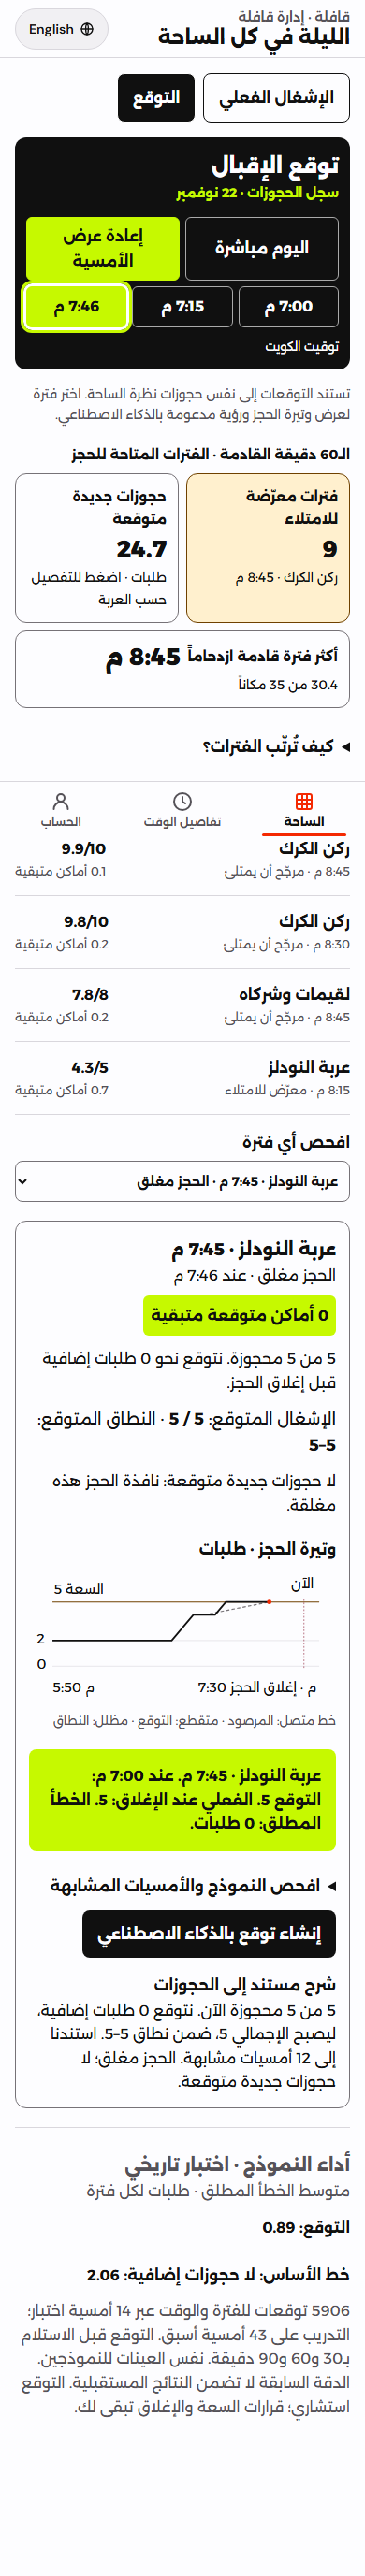 قافلة · إدارة قافلة
الليلة في كل الساحة
English
الإشغال الفعلي
التوقع
توقع الإقبال
سجل الحجوزات · 22 نوفمبر
اليوم مباشرة
إعادة عرض
الأمسية
7:00 م
7:15 م
7:46 م
توقيت الكويت
تستند التوقعات إلى نفس حجوزات نظرة الساحة. اختر فترة
لعرض وتيرة الحجز ورؤية مدعومة بالذكاء الاصطناعي.
الـ60 دقيقة القادمة · الفترات المتاحة للحجز
فترات معرّضة
للامتلاء
9
ركن الكرك · 8:45 م
حجوزات جديدة
متوقعة
24.7
طلبات · اضغط للتفصيل
حسب العربة
أكثر فترة قادمة ازدحاماً 8:45 م
30.4 من 35 مكاناً
كيف تُرتّب الفترات؟
الساحة
تفاصيل الوقت
الحساب
ركن الكرك
9.9/10
8:45 م · مرجّح أن يمتلئ
0.1 أماكن متبقية
ركن الكرك
9.8/10
8:30 م · مرجّح أن يمتلئ
0.2 أماكن متبقية
لقيمات وشركاه
7.8/8
8:45 م · مرجّح أن يمتلئ
0.2 أماكن متبقية
عربة النودلز
4.3/5
8:15 م · معرّض للامتلاء
0.7 أماكن متبقية
افحص أي فترة
عربة النودلز · 7:45 م · الحجز مغلق
عربة النودلز · 7:45 م
الحجز مغلق · عند 7:46 م
0 أماكن متوقعة متبقية
5 من 5 محجوزة. نتوقع نحو 0 طلبات إضافية
قبل إغلاق الحجز.
الإشغال المتوقع: 5 / 5 · النطاق المتوقع:
5–5
لا حجوزات جديدة متوقعة: نافذة الحجز هذه
مغلقة.
وتيرة الحجز · طلبات
الآن
السعة 5
2
0
5:50 م
م · إغلاق الحجز 7:30
خط متصل: المرصود · متقطع: التوقع · مظلل: النطاق
عربة النودلز · 7:45 م. عند 7:00 م:
التوقع 5. الفعلي عند الإغلاق: 5. الخطأ
المطلق: 0 طلبات.
افحص النموذج والأمسيات المشابهة
إنشاء توقع بالذكاء الاصطناعي
شرح مستند إلى الحجوزات
5 من 5 محجوزة الآن. نتوقع 0 طلبات إضافية،
ليصبح الإجمالي 5، ضمن نطاق 5–5. استندنا
إلى 12 أمسيات مشابهة. الحجز مغلق؛ لا
حجوزات جديدة متوقعة.
أداء النموذج · اختبار تاريخي
متوسط الخطأ المطلق · طلبات لكل فترة
التوقع: 0.89
خط الأساس: لا حجوزات إضافية: 2.06
5906 توقعات للفترة والوقت عبر 14 أمسية اختبار؛
التدريب على 43 أمسية أسبق. التوقع قبل الاستلام
بـ30 و60 و90 دقيقة. نفس العينات للنموذجين.
الدقة السابقة لا تضمن النتائج المستقبلية. التوقع
استشاري؛ قرارات السعة والإغلاق تبقى لك.